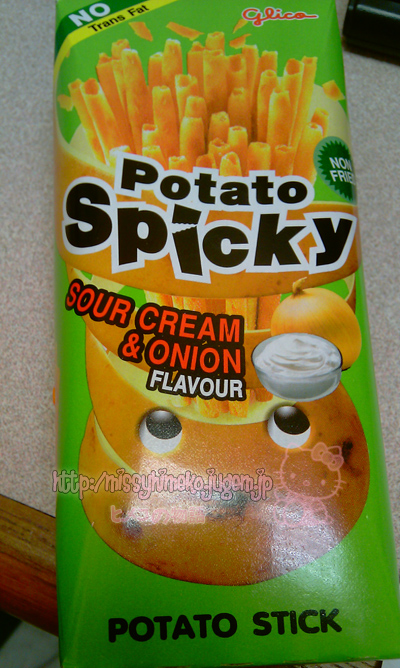 NO
Trans Fat
Glico
NON
FRIED
Potato
Spicky
SOUR CREAM
& ONION
FLAVOUR
http://missyhimeko.jugem.jp
POTATO STICK